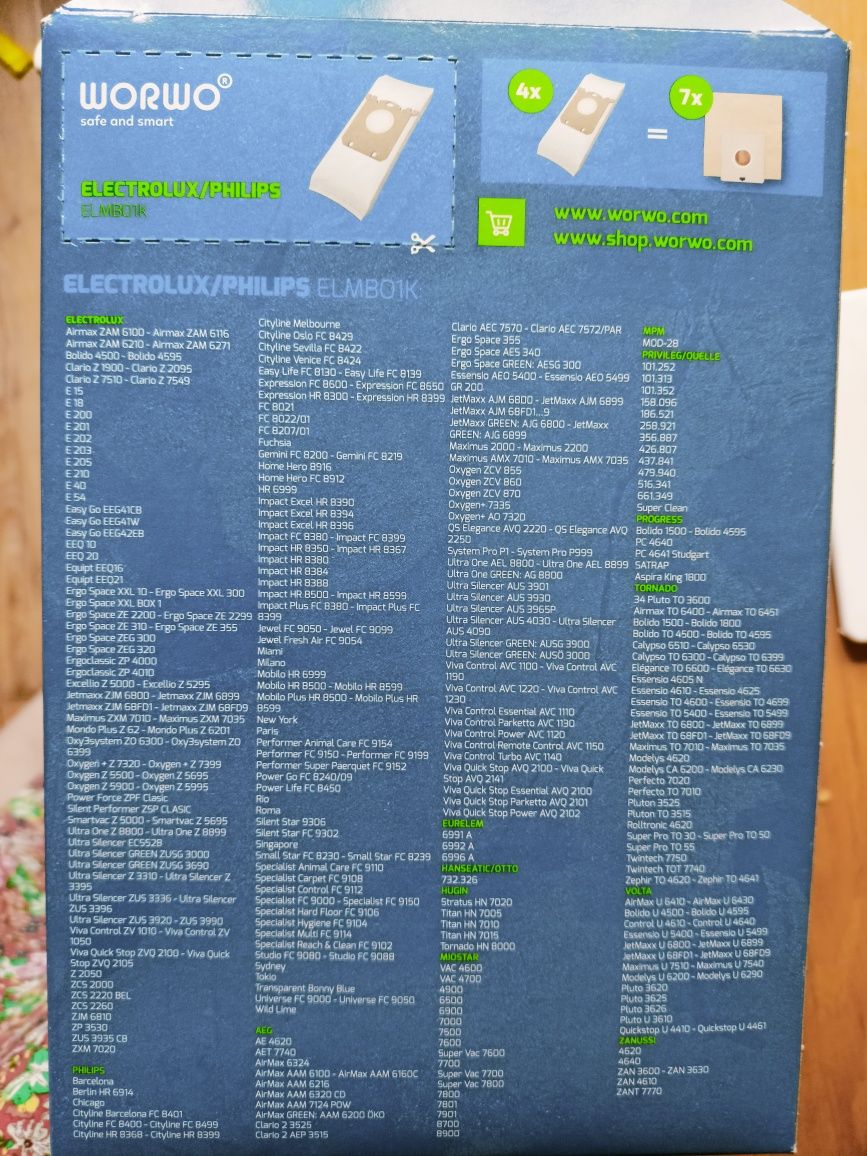 WORWO®
safe and smart
ELECTROLUX/PHILIPS
ELMB01K
4x
=
7x
www.worwo.com
www.shop.worwo.com
ELECTROLUX/PHILIPS ELMB01K
ELECTROLUX
Airmax ZAM 6100 - Airmax ZAM 6116
Airmax ZAM 6210 - Airmax ZAM 6271
Bolido 4500 - Bolido 4595
Clario Z 1900 - Clario Z 2095
Clario Z 7510 - Clario Z 7549
E 15
E 18
E 200
E 201
E 202
E 203
E 205
E 210
E 40
E 54
Easy Go EEG41CB
Easy Go EEG41W
Easy Go EEG42EB
EEQ 10
EEQ 20
Equipt EEQ16
Equipt EEQ21
Ergo Space XXL 10 - Ergo Space XXL 300
Ergo Space XXL BOX 1
Ergo Space ZE 2200 - Ergo Space ZE 2299
Ergo Space ZE 310 - Ergo Space ZE 355
Ergo Space ZEG 300
Ergo Space ZEG 320
Ergoclassic ZP 4000
Ergoclassic ZP 4010
Excellio Z 5000 - Excellio Z 5295
Jetmaxx ZJM 6800 - Jetmaxx ZJM 6899
Jetmaxx ZJM 68FD1 - Jetmaxx ZJM 68FD9
Maximus ZXM 7010 - Maximus ZXM 7035
Mondo Plus Z 62 - Mondo Plus Z 6201
Oxy3system ZO 6300 - Oxy3system ZO
6399
Oxygen + Z 7320 - Oxygen + Z 7399
Oxygen Z 5500 - Oxygen Z 5695
Oxygen Z 5900 - Oxygen Z 5995
Power Force ZPF Clasic
Silent Performer ZSP CLASIC
Smartvac Z 5000 - Smartvac Z 5695
Ultra One Z 8800 - Ultra One Z 8899
Ultra Silencer ECS528
Ultra Silencer GREEN ZUSG 3000
Ultra Silencer GREEN ZUSG 3690
Ultra Silencer Z 3310 - Ultra Silencer Z
3395
Ultra Silencer ZUS 3336 - Ultra Silencer
ZUS 3396
Ultra Silencer ZUS 3920 - ZUS 3990
Viva Control ZV 1010 - Viva Control ZV
1050
Viva Quick Stop ZVQ 2100 - Viva Quick
Stop ZVQ 2105
Z 2050
ZCS 2000
ZCS 2220 BEL
ZCS 2260
ZJM 6810
ZP 3530
ZUS 3935 CB
ZXM 7020
PHILIPS
Barcelona
Berlin HR 6914
Chicago
Cityline Barcelona FC 8401
Cityline FC 8400 - Cityline FC 8499
Cityline HR 8368 - Cityline HR 8399
Cityline Melbourne
Cityline Oslo FC 8429
Cityline Sevilla FC 8422
Cityline Venice FC 8424
Easy Life FC 8130 - Easy Life FC 8139
Expression FC 8600 - Expression FC 8650
Expression HR 8300 - Expression HR 8399
FC 8021
FC 8022/01
FC 8207/01
Fuchsia
Gemini FC 8200 - Gemini FC 8219
Home Hero 8916
Home Hero FC 8912
HR 6999
Impact Excel HR 8390
Impact Excel HR 8394
Impact Excel HR 8396
Impact FC 8380 - Impact FC 8399
Impact HR 8350 - Impact HR 8367
Impact HR 8380
Impact HR 8384
Impact HR 8388
Impact HR 8500 - Impact HR 8599
Impact Plus FC 8380 - Impact Plus FC
8399
Jewel FC 9050 - Jewel FC 9099
Jewel Fresh Air FC 9054
Miami
Milano
Mobilo HR 6999
Mobilo HR 8500 - Mobilo HR 8599
Mobilo Plus HR 8500 - Mobilo Plus HR
8599
New York
Paris
Performer Animal Care FC 9154
Performer FC 9150 - Performer FC 9199
Performer Super Paerquet FC 9152
Power Go FC 8240/09
Power Life FC 8450
Rio
Roma
Silent Star 9306
Silent Star FC 9302
Singapore
Small Star FC 8230 - Small Star FC 8239
Specialist Animal Care FC 9110
Specialist Carpet FC 9108
Specialist Control FC 9112
Specialist FC 9000 - Specialist FC 9150
Specialist Hard Floor FC 9106
Specialist Hygiene FC 9104
Specialist Multi FC 9114
Specialist Reach & Clean FC 9102
Studio FC 9080 - Studio FC 9088
Sydney
Tokio
Transparent Bonny Blue
Universe FC 9000 - Universe FC 9050
Wild Lime
AEG
AE 4620
AET 7740
AirMax 6324
AirMax AAM 6100 - AirMax AAM 6160C
AirMax AAM 6216
AirMax AAM 6320 CD
AirMax AAM 7124 POW
AirMax GREEN: AAM 6200 ÖKO
Clario 2 3525
Clario 2 AEP 3515
Clario AEC 7570 - Clario AEC 7572/PAR
Ergo Space 355
Ergo Space AES 340
Ergo Space GREEN: AESG 300
Essensio AEO 5400 - Essensio AEO 5499
GR 200
JetMaxx AJM 6800 - JetMaxx AJM 6899
JetMaxx AJM 68FD1...9
JetMaxx GREEN: AJG 6800 - JetMaxx
GREEN: AJG 6899
Maximus 2000 - Maximus 2200
Maximus AMX 7010 - Maximus AMX 7035
Oxygen ZCV 855
Oxygen ZCV 860
Oxygen ZCV 870
Oxygen+ 7335
Oxygen+ AO 7320
QS Elegance AVQ 2220 - QS Elegance AVQ
2250
System Pro P1 - System Pro P999
Ultra One AEL 8800 - Ultra One AEL 8899
Ultra One GREEN: AG 8800
Ultra Silencer AUS 3901
Ultra Silencer AUS 3930
Ultra Silencer AUS 3965P
Ultra Silencer AUS 4030 - Ultra Silencer
AUS 4090
Ultra Silencer GREEN: AUSG 3900
Ultra Silencer GREEN: AUSO 3000
Viva Control AVC 1100 - Viva Control AVC
1190
Viva Control AVC 1220 - Viva Control AVC
1230
Viva Control Essential AVC 1110
Viva Control Parketto AVC 1130
Viva Control Power AVC 1120
Viva Control Remote Control AVC 1150
Viva Control Turbo AVC 1140
Viva Quick Stop AVQ 2100 - Viva Quick
Stop AVQ 2141
Viva Quick Stop Essential AVQ 2100
Viva Quick Stop Parketto AVQ 2101
Viva Quick Stop Power AVQ 2102
EURELEM
6991 A
6992 A
6996 A
HANSEATIC/OTTO
732.326
HUGIN
Stratus HN 7020
Titan HN 7005
Titan HN 7010
Titan HN 7015
Tornado HN 8000
MIOSTAR
VAC 4600
VAC 4700
4900
6500
6900
7000
7500
7600
Super Vac 7600
7700
Super Vac 7700
Super Vac 7800
7800
7801
7901
8700
8900
MPM
MOD-28
PRIVILEG/QUELLE
101.252
101.313
101.352
158.096
186.521
258.921
356.887
426.807
437.841
479.940
516.341
661.349
Super Clean
PROGRESS
Bolido 1500 - Bolido 4595
PC 4640
PC 4641 Studgart
SATRAP
Aspira King 1800
TORNADO
34 Pluto TO 3600
Airmax TO 6400 - Airmax TO 6451
Bolido 1500 - Bolido 1800
Bolido TO 4500 - Bolido TO 4595
Calypso 6510 - Calypso 6530
Calypso TO 6300 - Calypso TO 6399
Elegance TO 6600 - Elegance TO 6630
Essensio 4605 N
Essensio 4610 - Essensio 4625
Essensio TO 4600 - Essensio TO 4699
Essensio TO 5400 - Essensio TO 5499
JetMaxx TO 6800 - JetMaxx TO 6899
JetMaxx TO 68FD1 - JetMaxx TO 68FD9
Maximus TO 7010 - Maximus TO 7035
Modelys 4620
Modelys CA 6200 - Modelys CA 6230
Perfecto 7020
Perfecto TO 7010
Pluton 3525
Pluton TO 3515
Rolltronic 4620
Super Pro TO 30 - Super Pro TO 50
Super Pro TO 55
Twintech 7750
Twintech TOT 7740
Zephir TO 4620 - Zephir TO 4641
VOLTA
AirMax U 6410 - AirMax U 6430
Bolido U 4500 - Bolido U 4595
Control U 4610 - Control U 4640
Essensio U 5400 - Essensio U 5499
JetMaxx U 6800 - JetMaxx U 6899
JetMaxx U 68FD1 - JetMaxx U 68FD9
Maximus U 7510 - Maximus U 7540
Modelys U 6200 - Modelys U 6290
Pluto 3620
Pluto 3625
Pluto 3626
Pluto U 3610
Quickstop U 4410 - Quickstop U 4461
ZANUSSI
4620
4640
ZAN 3600 - ZAN 3630
ZAN 4610
ZANT 7770